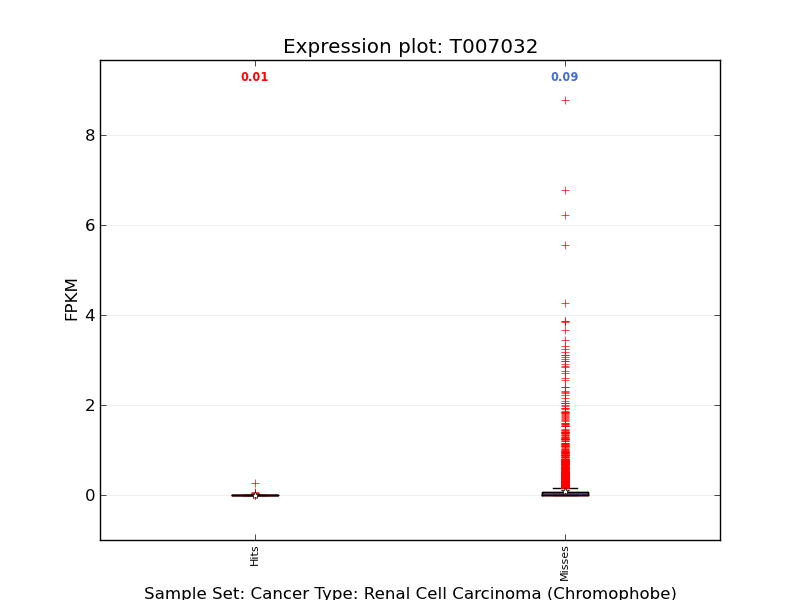 Expression plot: T007032
0.01
0.09
8
6
4
2
0
FPKM
Hits
Misses
Sample Set: Cancer Type: Renal Cell Carcinoma (Chromophobe)